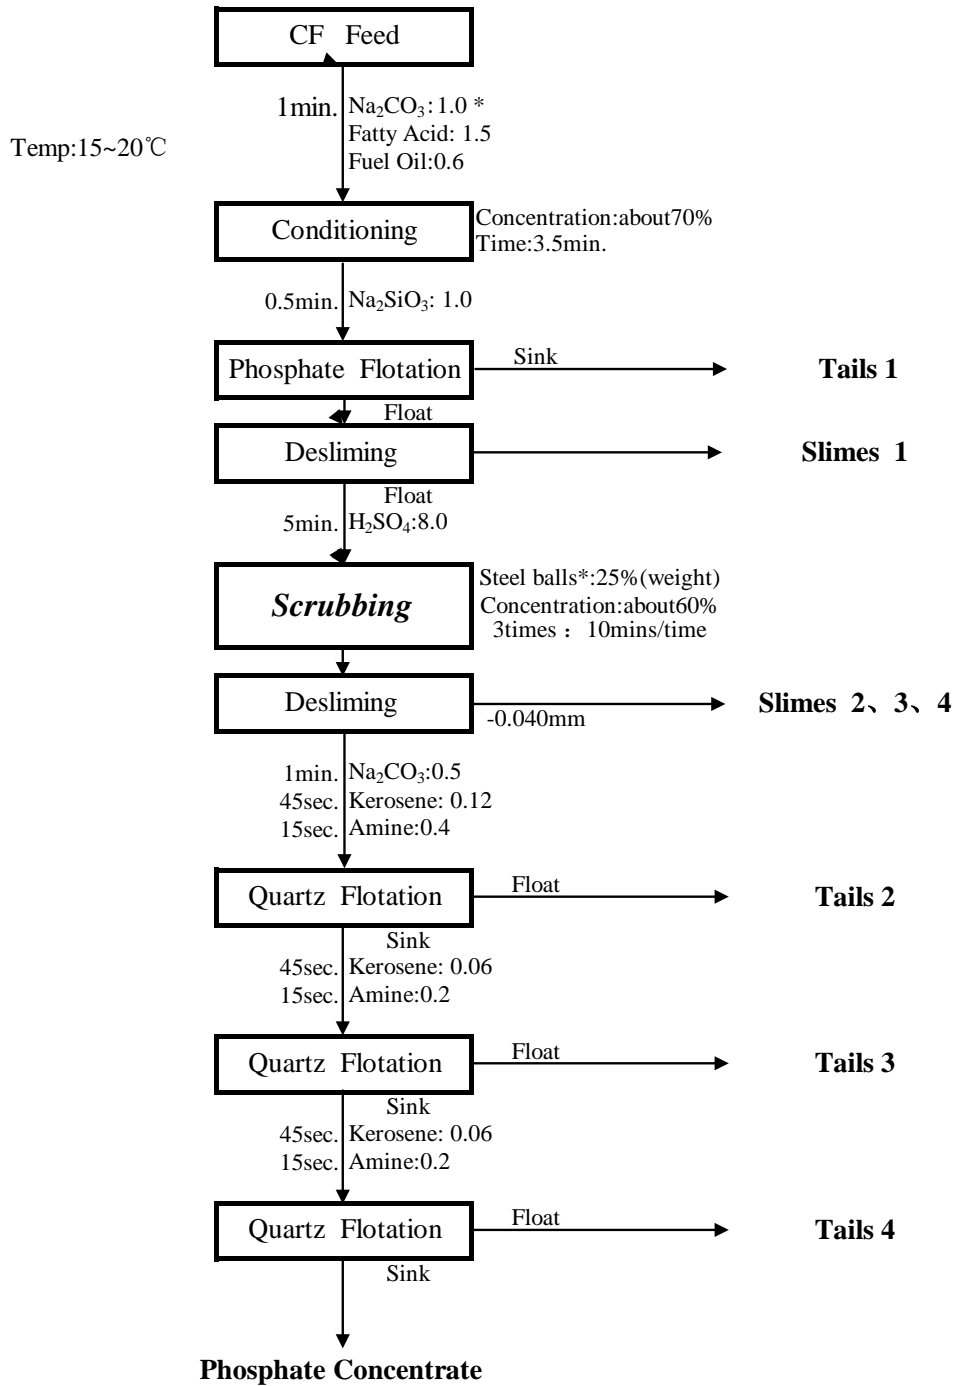 CF Feed
1min. Na₂CO₃:1.0 *
Fatty Acid: 1.5
Temp:15~20℃
Fuel Oil:0.6
Conditioning
Concentration:about70%
Time:3.5min.
0.5min. Na₂SiO₃: 1.0
Phosphate Flotation
Sink
Tails 1
Float
Desliming
Slimes 1
Float
5min. H₂SO₄:8.0
Scrubbing
Steel balls*:25%(weight)
Concentration:about60%
3times : 10mins/time
Desliming
-0.040mm
Slimes 2、3、4
1min. Na₂CO₃:0.5
45sec. Kerosene: 0.12
15sec. Amine:0.4
Quartz Flotation
Float
Tails 2
Sink
45sec. Kerosene: 0.06
15sec. Amine:0.2
Quartz Flotation
Float
Tails 3
Sink
45sec. Kerosene: 0.06
15sec. Amine:0.2
Quartz Flotation
Float
Tails 4
Sink
Phosphate Concentrate